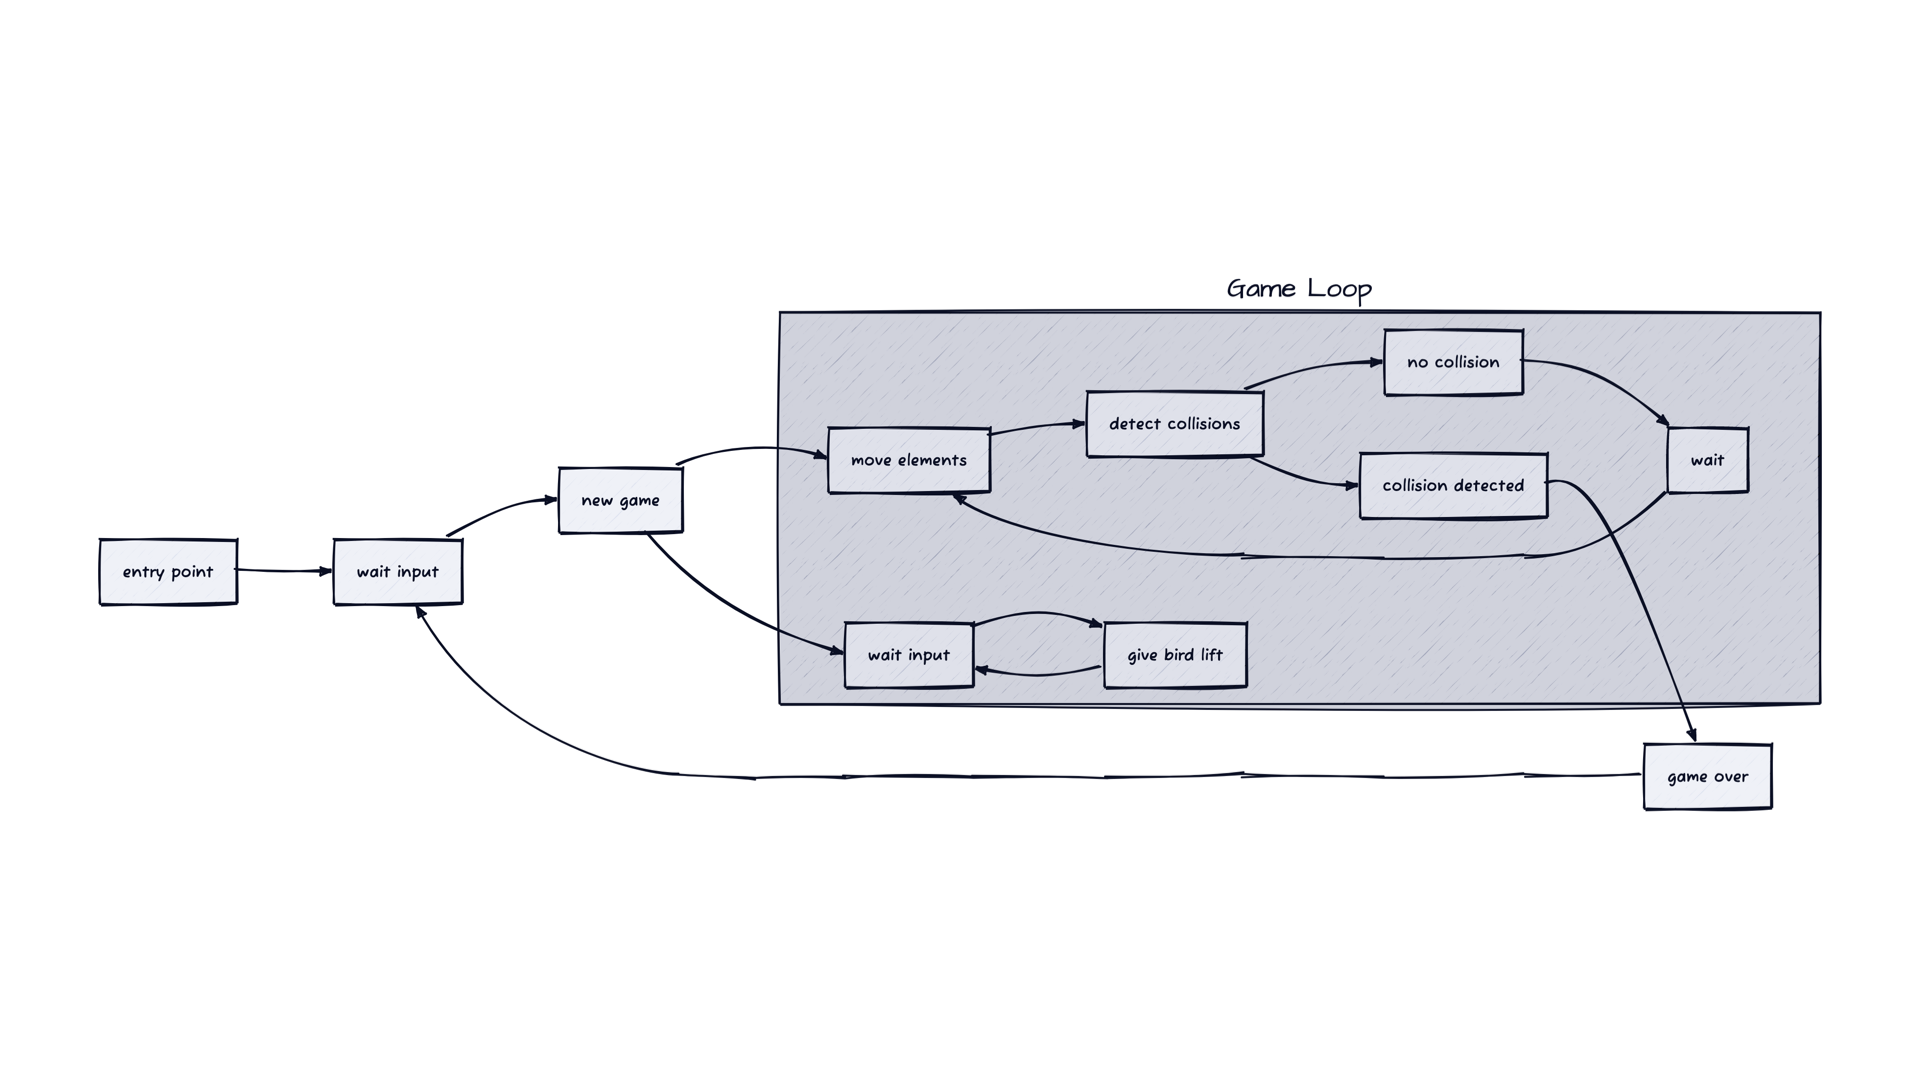 Game Loop
no collision
detect collisions
move elements
wait
collision detected
new game
entry point
wait input
wait input
give bird lift
game over